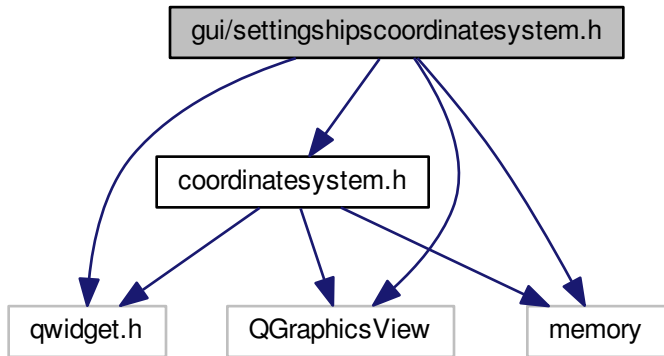 gui/settingshipscoordinatesystem.h
coordinatesystem.h
qwidget.h
QGraphicsView
memory